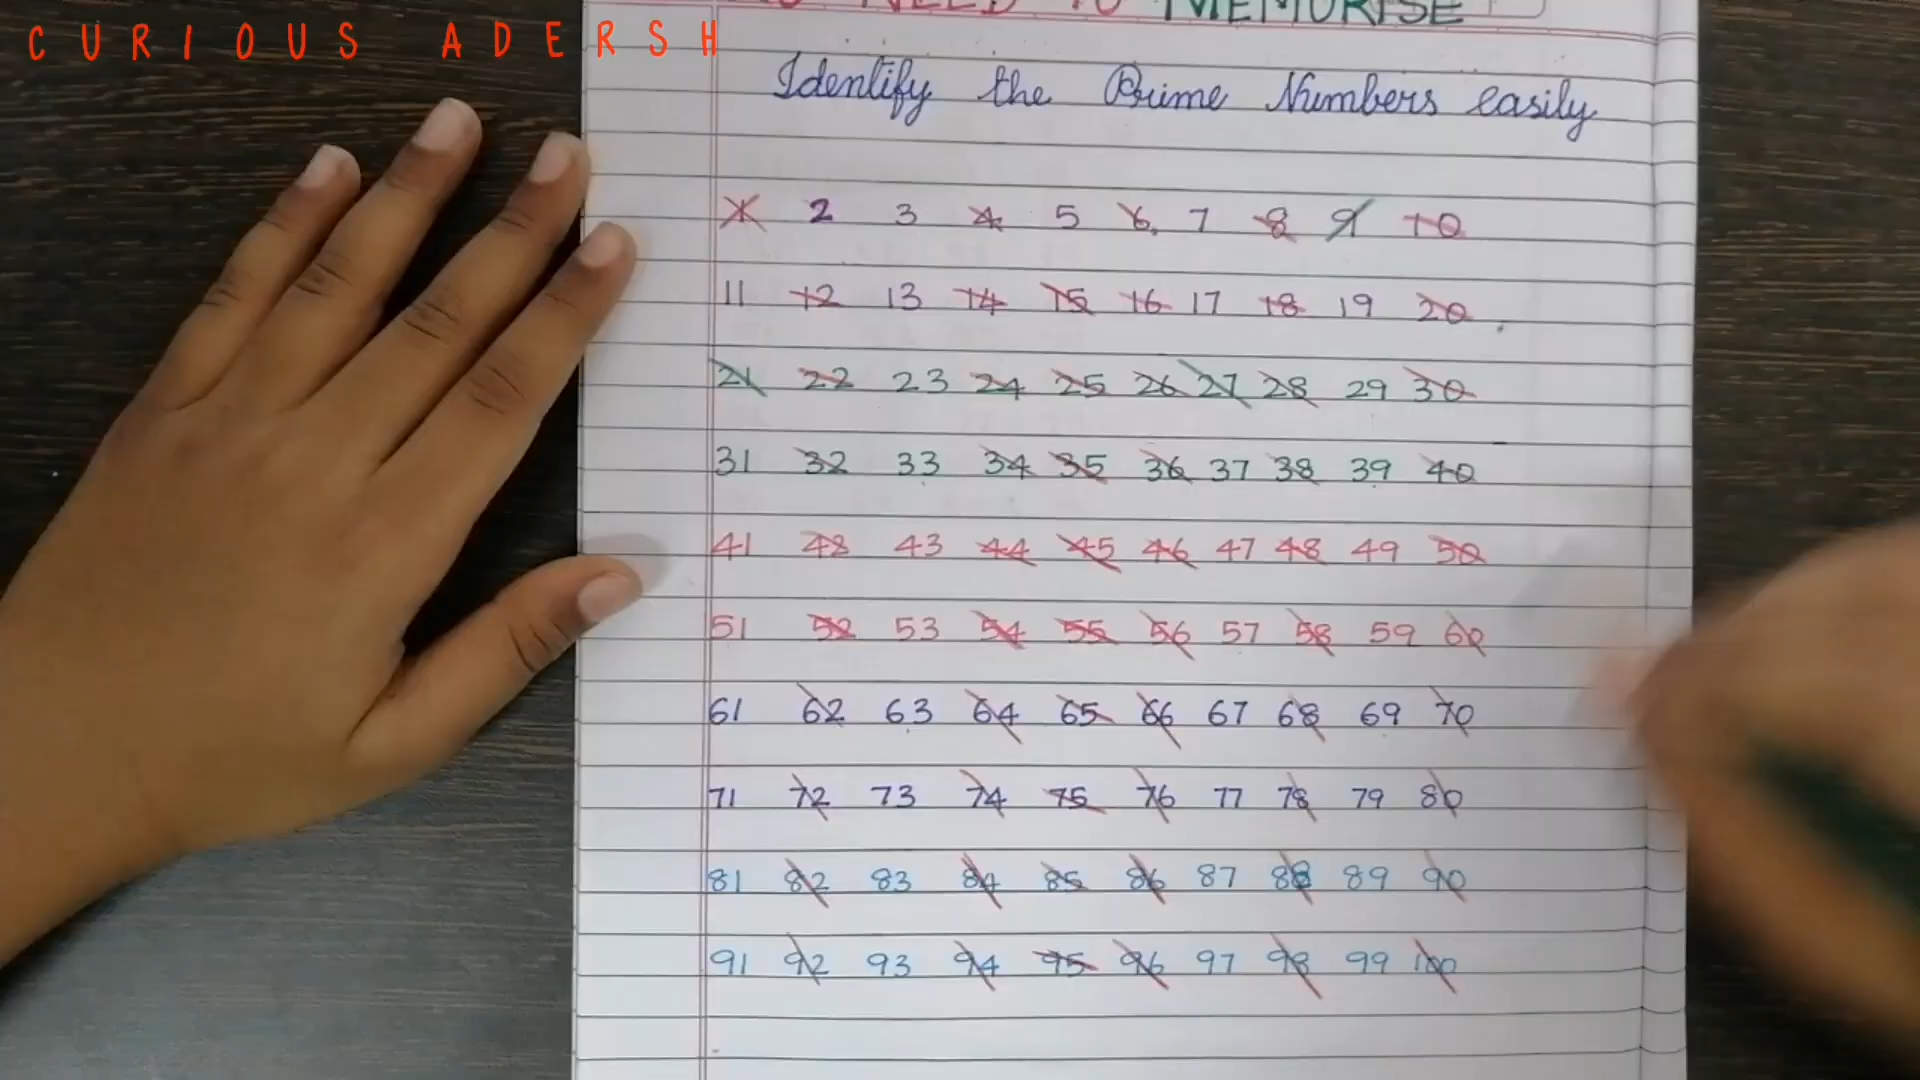 CURIOUS ADERSH
NEED TO MEMORISE
Identify the Prime Numbers easily
1 2 3 4 5 6 7 8 9 10
11 12 13 14 15 16 17 18 19 20
21 22 23 24 25 26 27 28 29 30
31 32 33 34 35 36 37 38 39 40
41 42 43 44 45 46 47 48 49 50
51 52 53 54 55 56 57 58 59 60
61 62 63 64 65 66 67 68 69 70
71 72 73 74 75 76 77 78 79 80
81 82 83 84 85 86 87 88 89 90
91 92 93 94 95 96 97 98 99 100